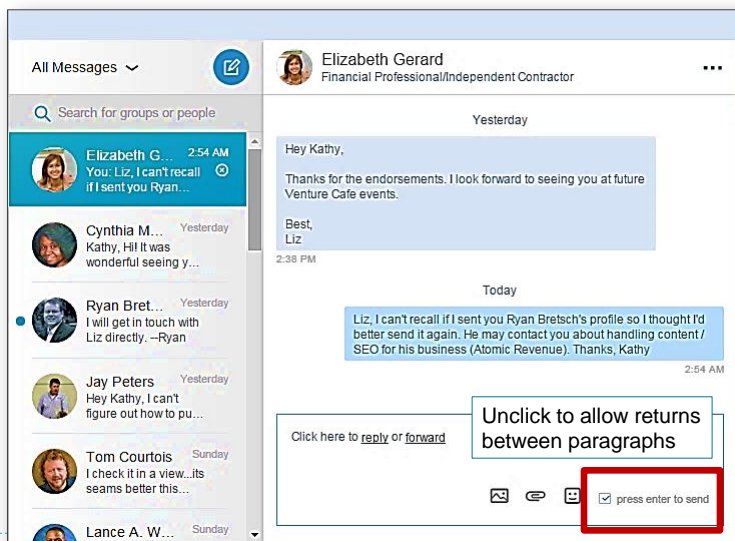 All Messages
Search for groups or people
Elizabeth G... 2:54 AM
You: Liz, I can't recall
if I sent you Ryan...
Cynthia M... Yesterday
Kathy, Hi! It was
wonderful seeing y...
Ryan Bret... Yesterday
I will get in touch with
Liz directly. --Ryan
Jay Peters Yesterday
Hey Kathy, I can't
figure out how to pu...
Tom Courtois Sunday
I check it in a view...its
seams better this...
Lance A. W... Sunday
Elizabeth Gerard
Financial Professional/Independent Contractor
Yesterday
Hey Kathy,
Thanks for the endorsements. I look forward to seeing you at future
Venture Cafe events.
Best,
Liz
2:38 PM
Today
Liz, I can't recall if I sent you Ryan Bretsch's profile so I thought I'd
better send it again. He may contact you about handling content /
SEO for his business (Atomic Revenue). Thanks, Kathy
2:54 AM
Unclick to allow returns
between paragraphs
Click here to reply or forward
press enter to send